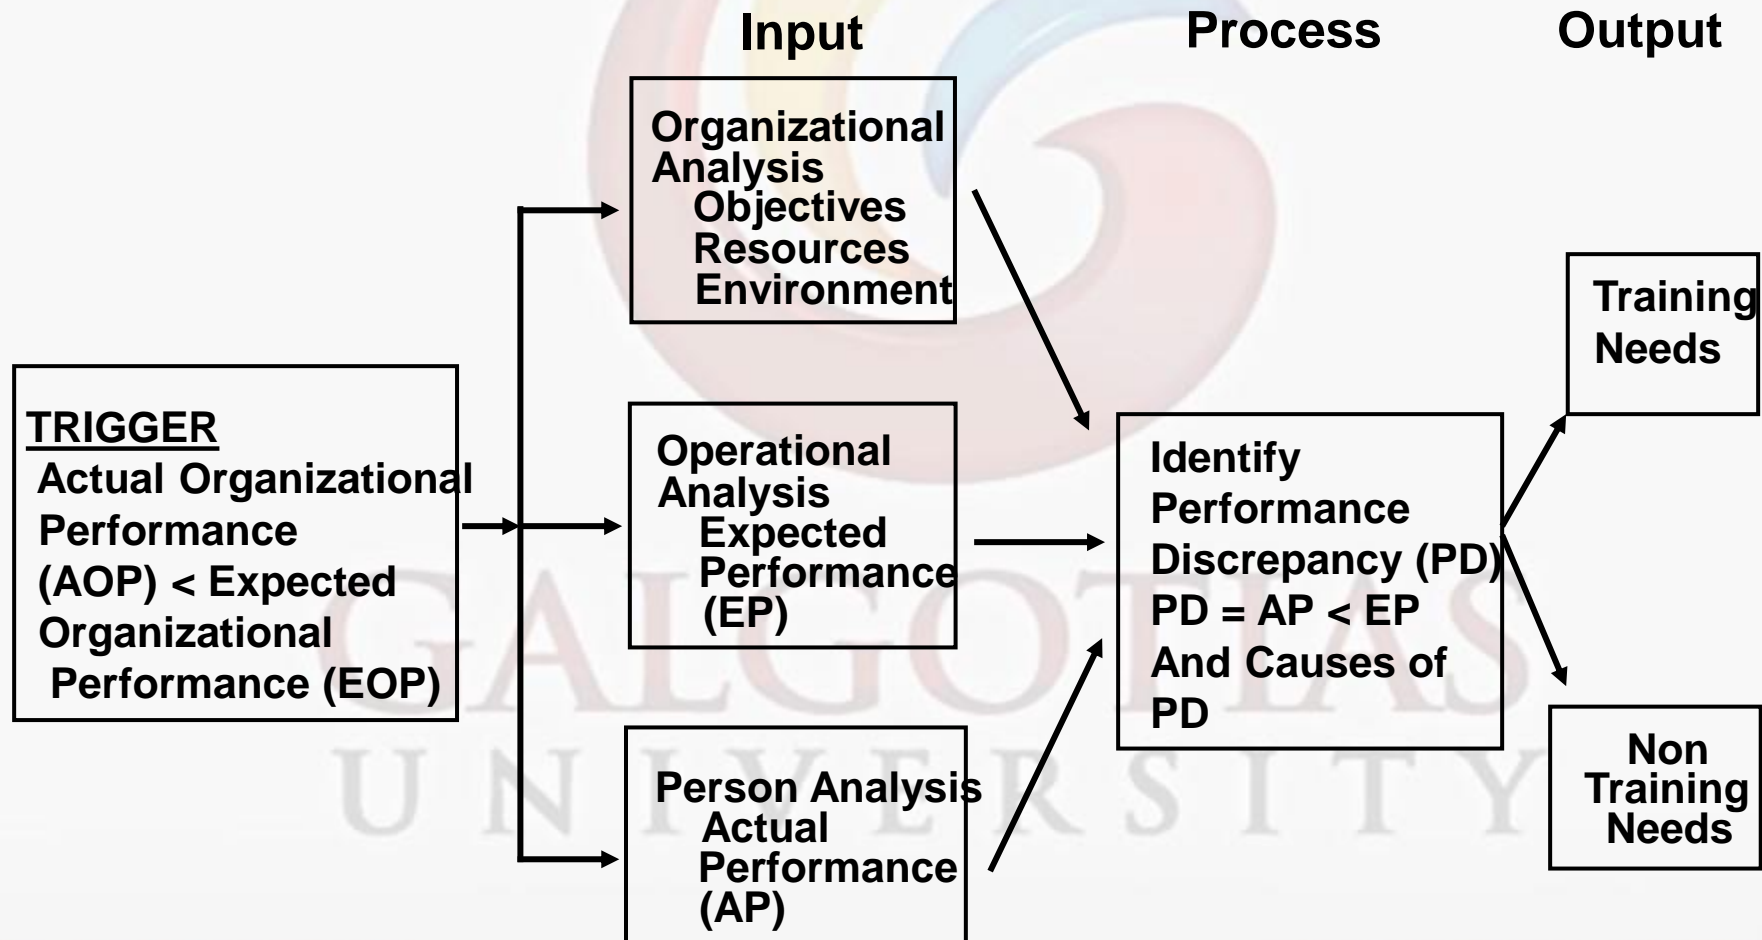 Input
Process
Output
Organizational
Analysis
Objectives
Resources
Environment
Training
Needs
TRIGGER
Actual Organizational
Performance
(AOP) < Expected
Organizational
Performance (EOP)
Operational
Analysis
Expected
Performance
(EP)
Identify
Performance
Discrepancy (PD)
PD = AP < EP
And Causes of
PD
Person Analysis
Actual
Performance
(AP)
Non
Training
Needs
GALGOTIAS
UNIVERSITY